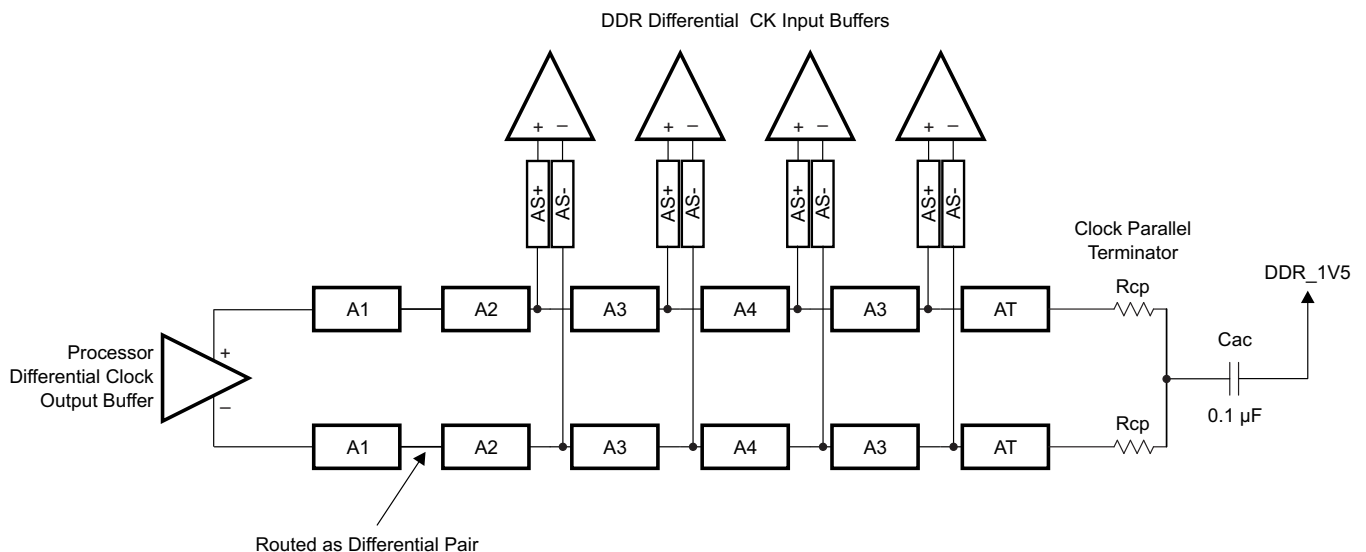 DDR Differential CK Input Buffers
+ −
+ −
+ −
+ −
AS+
AS-
AS+
AS-
AS+
AS-
AS+
AS-
Clock Parallel
Terminator
DDR_1V5
A1
A2
A3
A4
A3
AT
Rcp
Processor
Differential Clock
Output Buffer
+
−
Cac
0.1 µF
A1
A2
A3
A4
A3
AT
Rcp
Routed as Differential Pair